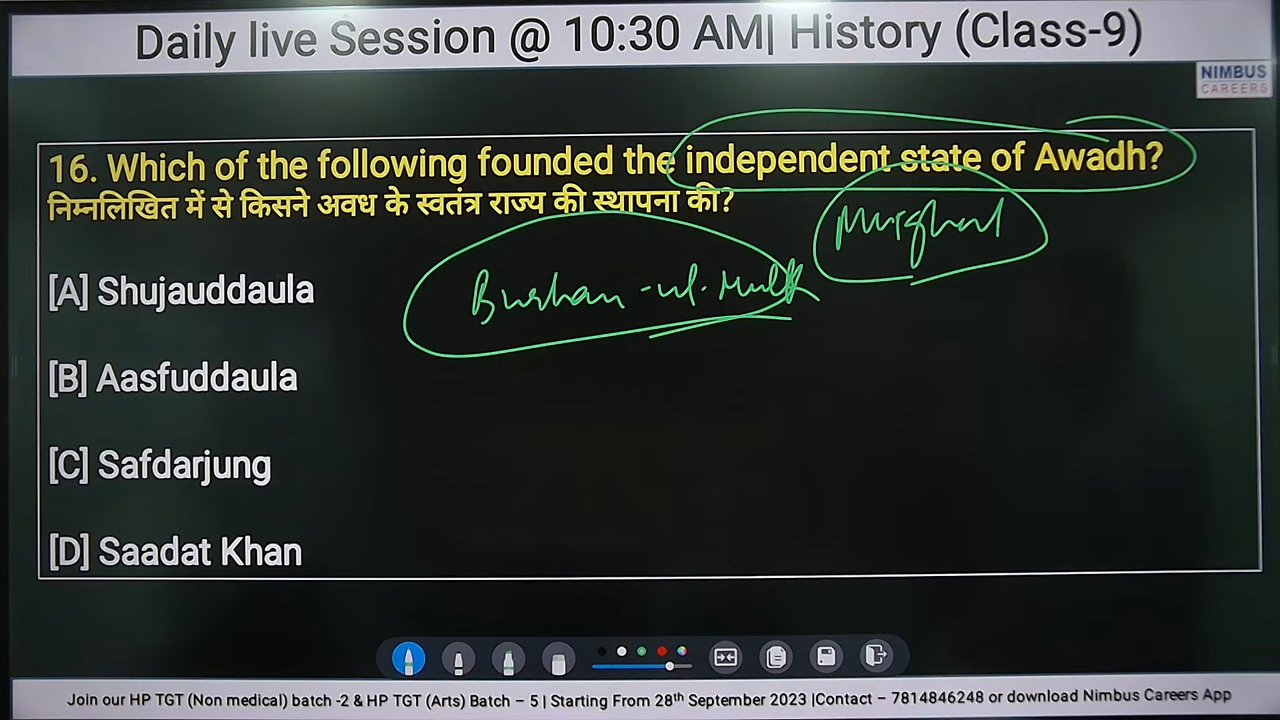 Daily live Session @ 10:30 AM| History (Class-9)
NIMBUS
CAREERS
16. Which of the following founded the independent state of Awadh?
निम्नलिखित में से किसने अवध के स्वतंत्र राज्य की स्थापना की?
Murghal
Burhan-ul-Mulk
[A] Shujauddaula
[B] Aasfuddaula
[C] Safdarjung
[D] Saadat Khan
Join our HP TGT (Non medical) batch -2 & HP TGT (Arts) Batch – 5 | Starting From 28th September 2023 |Contact – 7814846248 or download Nimbus Careers App